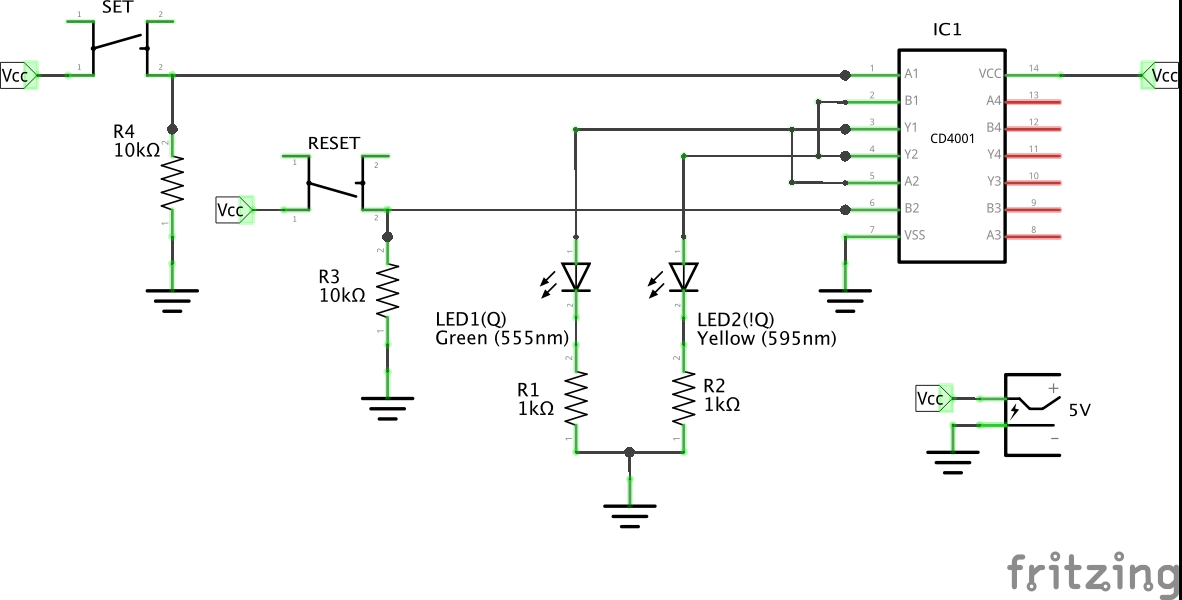 SET
1
2
1
2
Vcc
R4
10kΩ
2
1
RESET
1
2
Vcc
1
2
R3
10kΩ
2
1
IC1
CD4001
1 A1
2 B1
3 Y1
4 Y2
5 A2
6 B2
7 VSS
VCC 14
A4 13
B4 12
Y4 11
Y3 10
B3 9
A3 8
Vcc
1
2
LED1(Q)
Green (555nm)
1
2
LED2(!Q)
Yellow (595nm)
2
R1
1kΩ
1
2
R2
1kΩ
1
Vcc
+
5V
−
fritzing